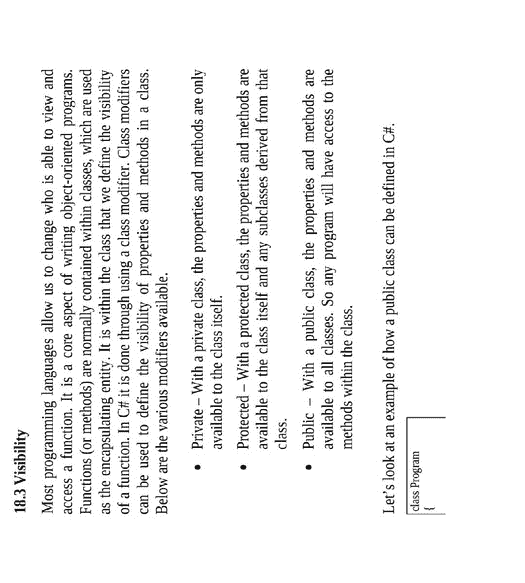 18.3 Visibility
Most programming languages allow us to change who is able to view and
access a function. It is a core aspect of writing object-oriented programs.
Functions (or methods) are normally contained within classes, which are used
as the encapsulating entity. It is within the class that we define the visibility
of a function. In C# it is done through using a class modifier. Class modifiers
can be used to define the visibility of properties and methods in a class.
Below are the various modifiers available.
• Private – With a private class, the properties and methods are only
available to the class itself.
• Protected – With a protected class, the properties and methods are
available to the class itself and any subclasses derived from that
class.
• Public – With a public class, the properties and methods are
available to all classes. So any program will have access to the
methods within the class.
Let's look at an example of how a public class can be defined in C#.
class Program
{